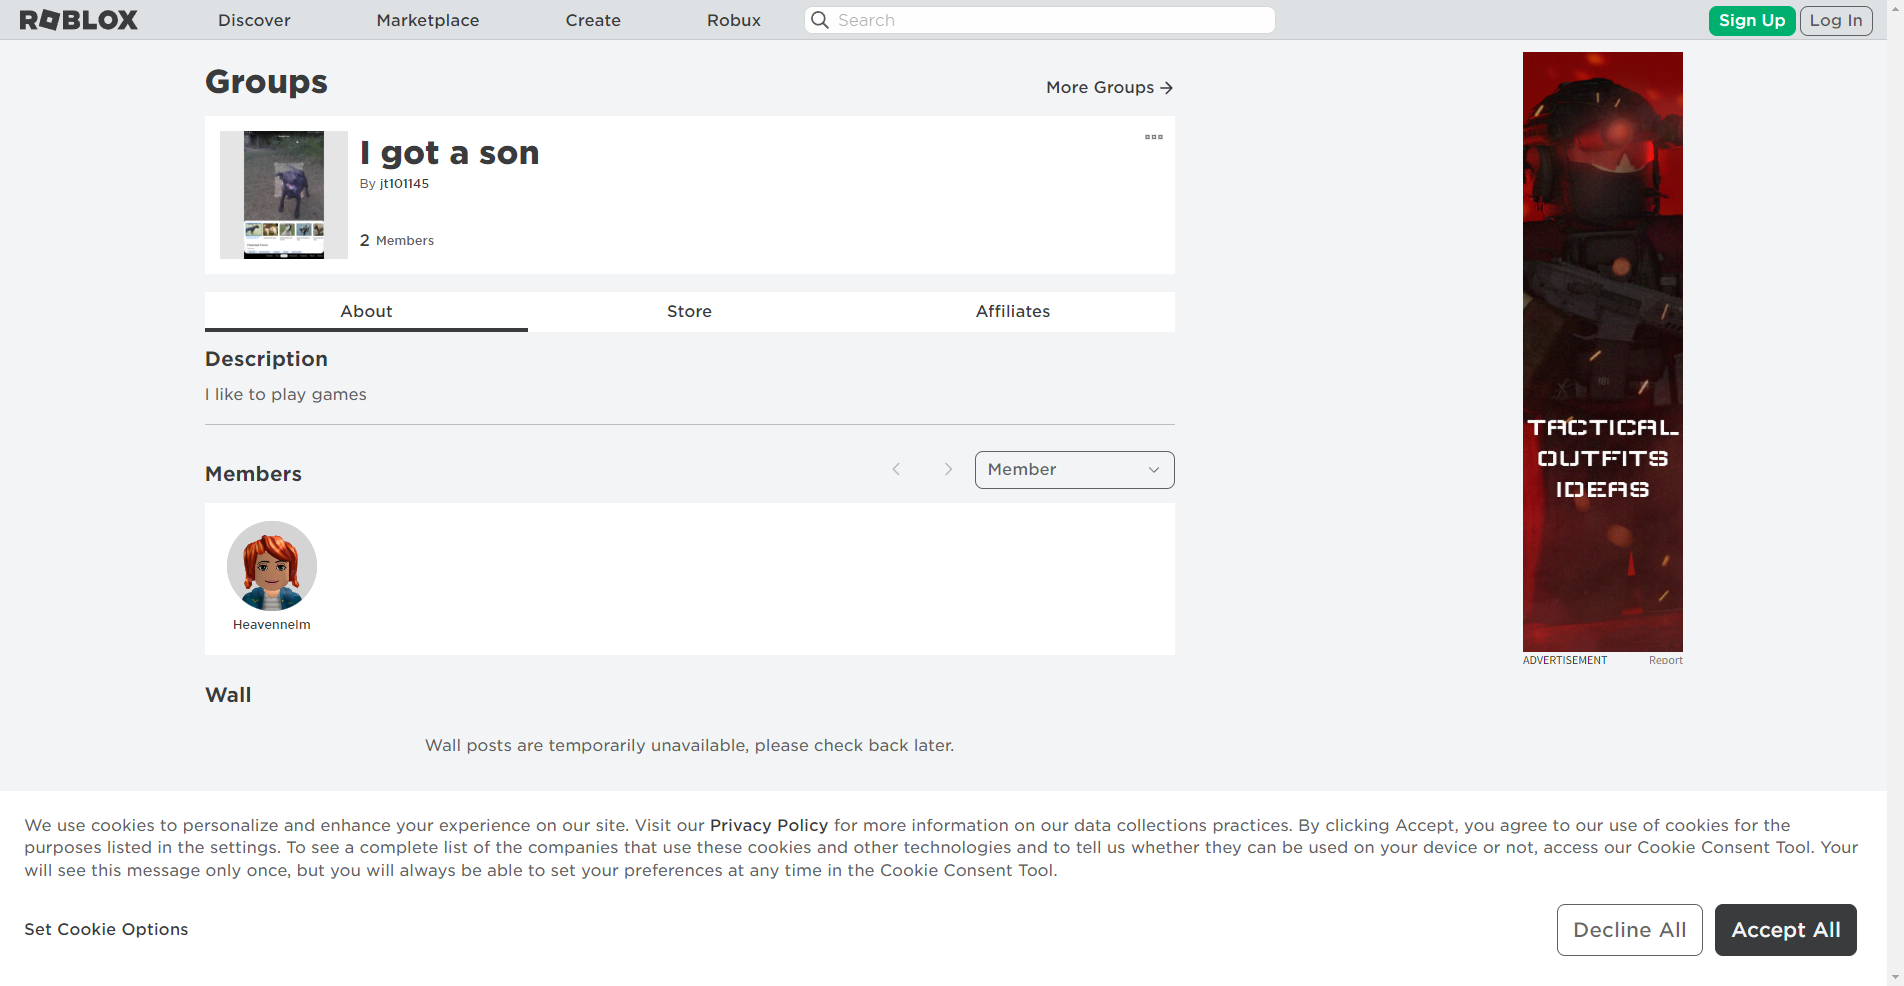 ROBLOX
Discover
Marketplace
Create
Robux
Search
Sign Up
Log In
Groups
More Groups
I got a son
By jt101145
2 Members
About
Store
Affiliates
Description
I like to play games
Members
Member
Heavennelm
Wall
Wall posts are temporarily unavailable, please check back later.
TACTICAL
OUTFITS
IDEAS
ADVERTISEMENT
Report
We use cookies to personalize and enhance your experience on our site. Visit our Privacy Policy for more information on our data collections practices. By clicking Accept, you agree to our use of cookies for the
purposes listed in the settings. To see a complete list of the companies that use these cookies and other technologies and to tell us whether they can be used on your device or not, access our Cookie Consent Tool. Your
will see this message only once, but you will always be able to set your preferences at any time in the Cookie Consent Tool.
Set Cookie Options
Decline All
Accept All